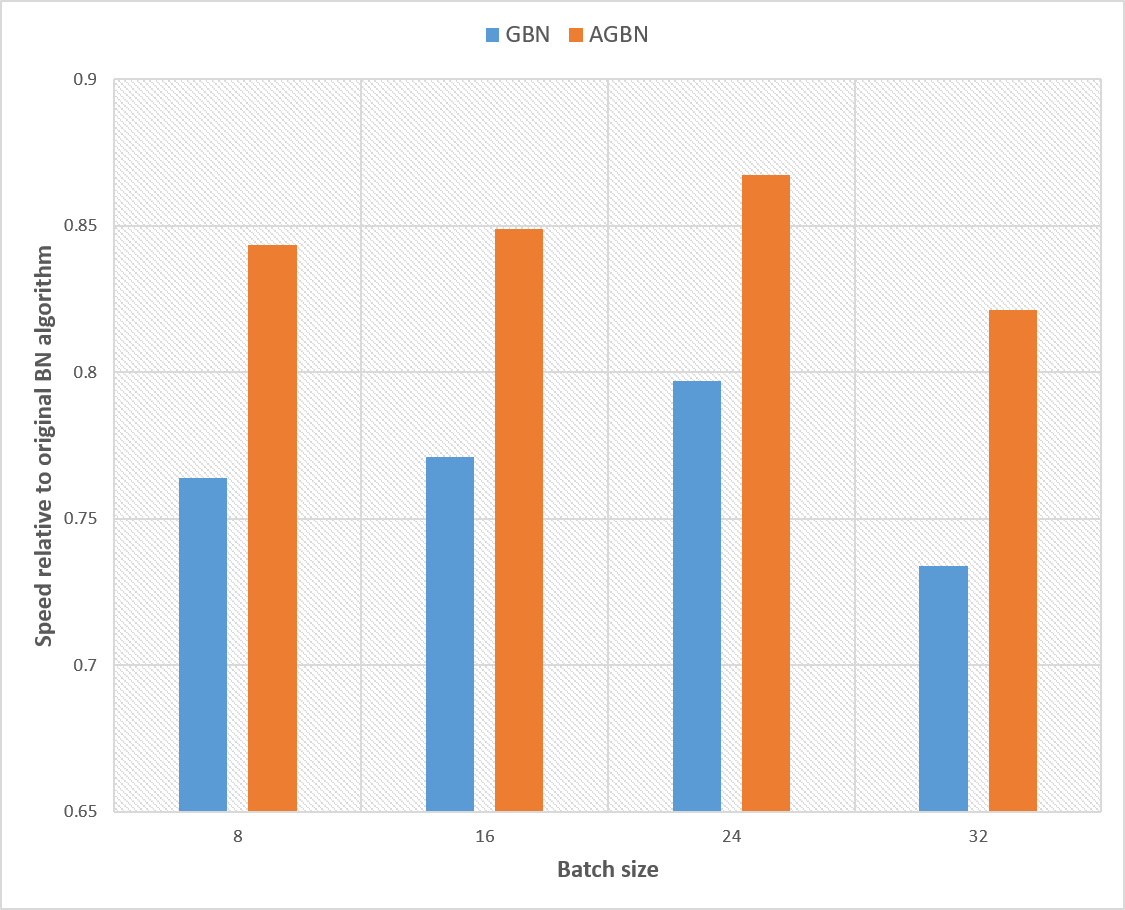 GBN AGBN
0.9
0.85
0.8
0.75
0.7
0.65
Speed relative to original BN algorithm
8 16 24 32
Batch size